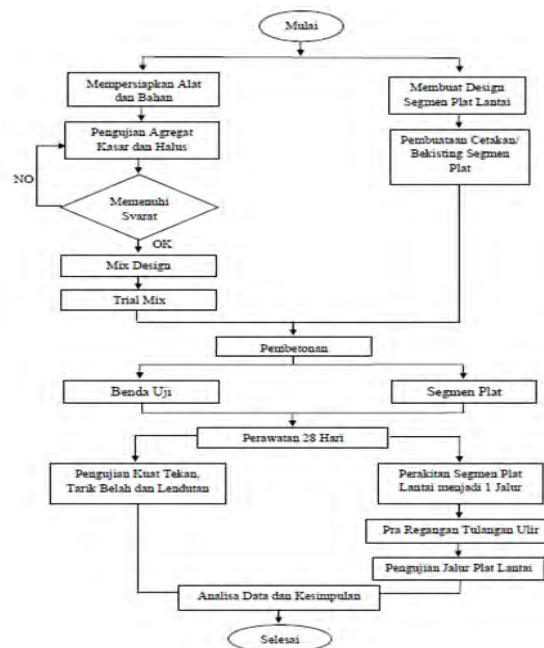 Mulai
Mempersiapkan Alat
dan Bahan
Membuat Design
Segmen Plat Lantai
Pengujian Agregat
Kasar dan Halus
Pembuataan Cetakan/
Bekisting Segmen
Plat
NO
Memenuhi
Svarat
OK
Mix Design
Trial Mix
Pembetonan
Benda Uji
Segmen Plat
Perawatan 28 Hari
Pengujian Kuat Tekan,
Tarik Belah dan Lendutan
Perakitan Segmen Plat
Lantai menjadi 1 Jalur
Pra Regangan Tulangan Ulir
Pengujian Jalur Plat Lantai
Analisa Data dan Kesimpulan
Selesai